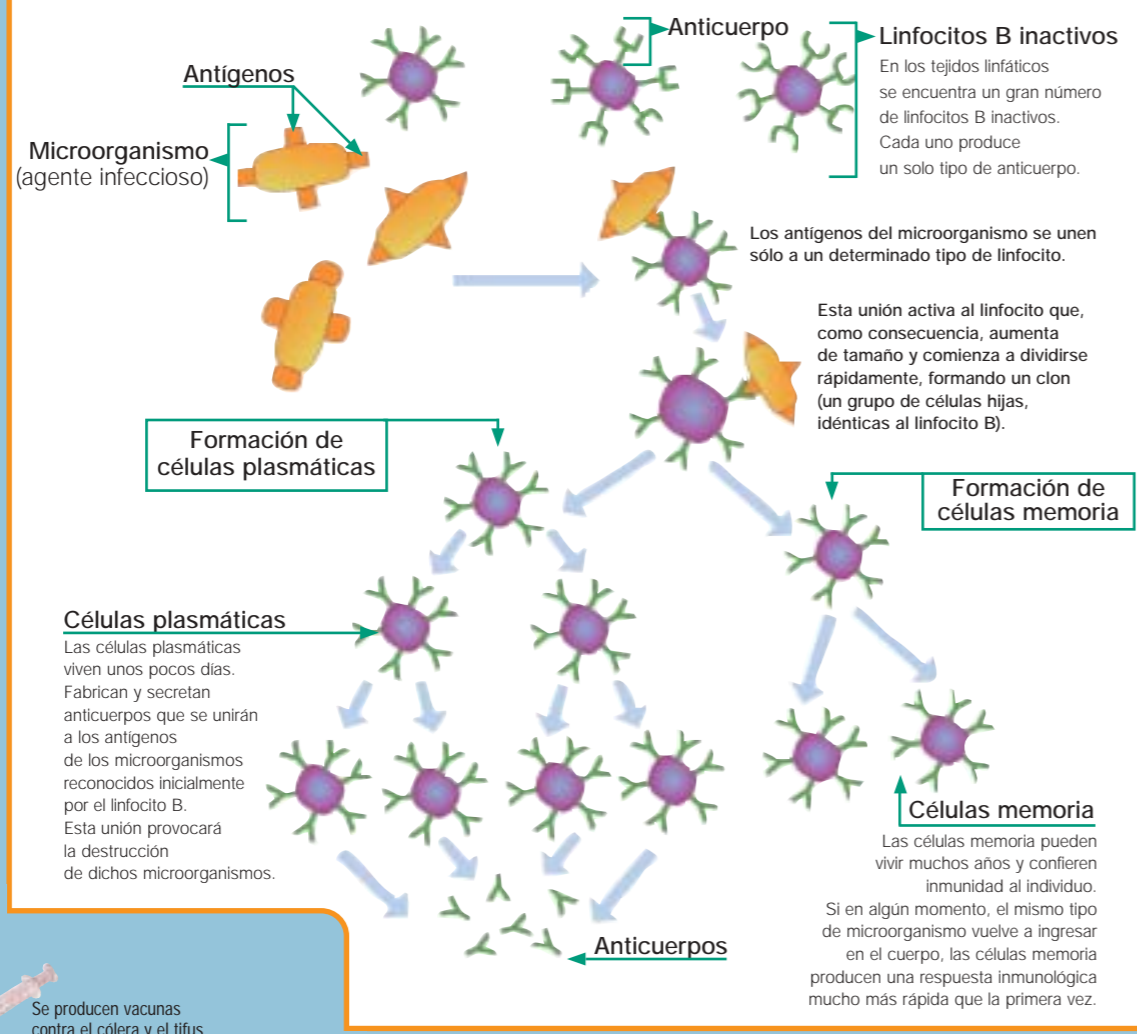 Anticuerpo
Linfocitos B inactivos
En los tejidos linfáticos
se encuentra un gran número
de linfocitos B inactivos.
Cada uno produce
un solo tipo de anticuerpo.
Antígenos
Microorganismo
(agente infeccioso)
Los antígenos del microorganismo se unen
sólo a un determinado tipo de linfocito.
Esta unión activa al linfocito que,
como consecuencia, aumenta
de tamaño y comienza a dividirse
rápidamente, formando un clon
(un grupo de células hijas,
idénticas al linfocito B).
Formación de
células plasmáticas
Formación de
células memoria
Células plasmáticas
Las células plasmáticas
viven unos pocos días.
Fabrican y secretan
anticuerpos que se unirán
a los antígenos
de los microorganismos
reconocidos inicialmente
por el linfocito B.
Esta unión provocará
la destrucción
de dichos microorganismos.
Células memoria
Las células memoria pueden
vivir muchos años y confieren
inmunidad al individuo.
Si en algún momento, el mismo tipo
de microorganismo vuelve a ingresar
en el cuerpo, las células memoria
producen una respuesta inmunológica
mucho más rápida que la primera vez.
Anticuerpos
Se producen vacunas
contra el cólera y el tifus